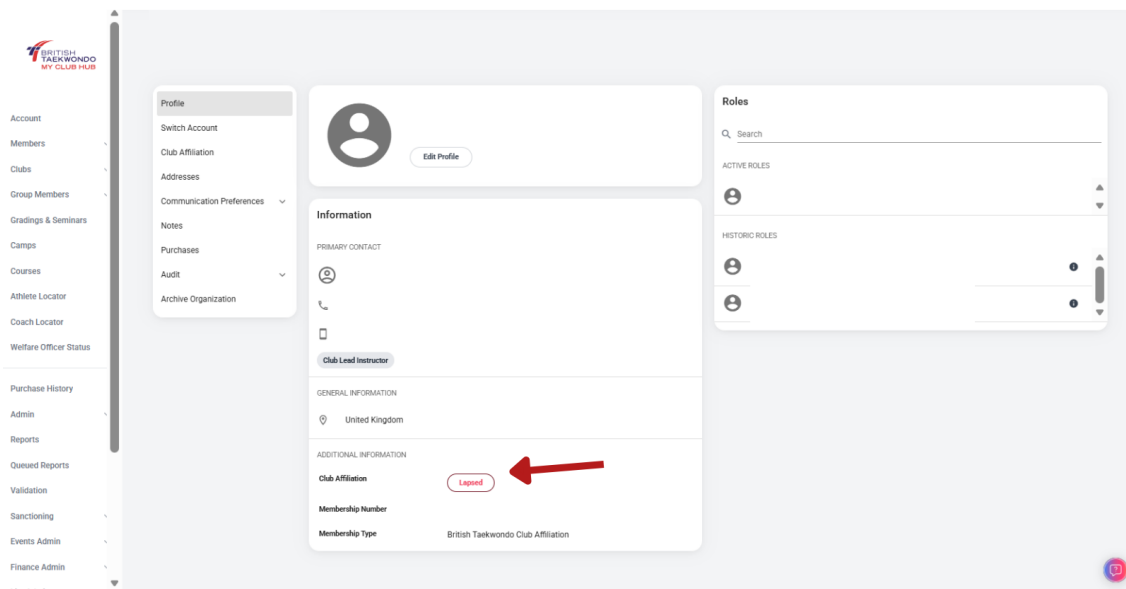 BRITISH
TAEKWONDO
MY CLUB HUB
Account
Members
Clubs
Group Members
Gradings & Seminars
Camps
Courses
Athlete Locator
Coach Locator
Welfare Officer Status
Purchase History
Admin
Reports
Queued Reports
Validation
Sanctioning
Events Admin
Finance Admin
Profile
Switch Account
Club Affiliation
Addresses
Communication Preferences
Notes
Purchases
Audit
Archive Organization
Edit Profile
Information
PRIMARY CONTACT
Club Lead Instructor
GENERAL INFORMATION
United Kingdom
ADDITIONAL INFORMATION
Club Affiliation Lapsed
Membership Number
Membership Type British Taekwondo Club Affiliation
Roles
Search
ACTIVE ROLES
HISTORIC ROLES